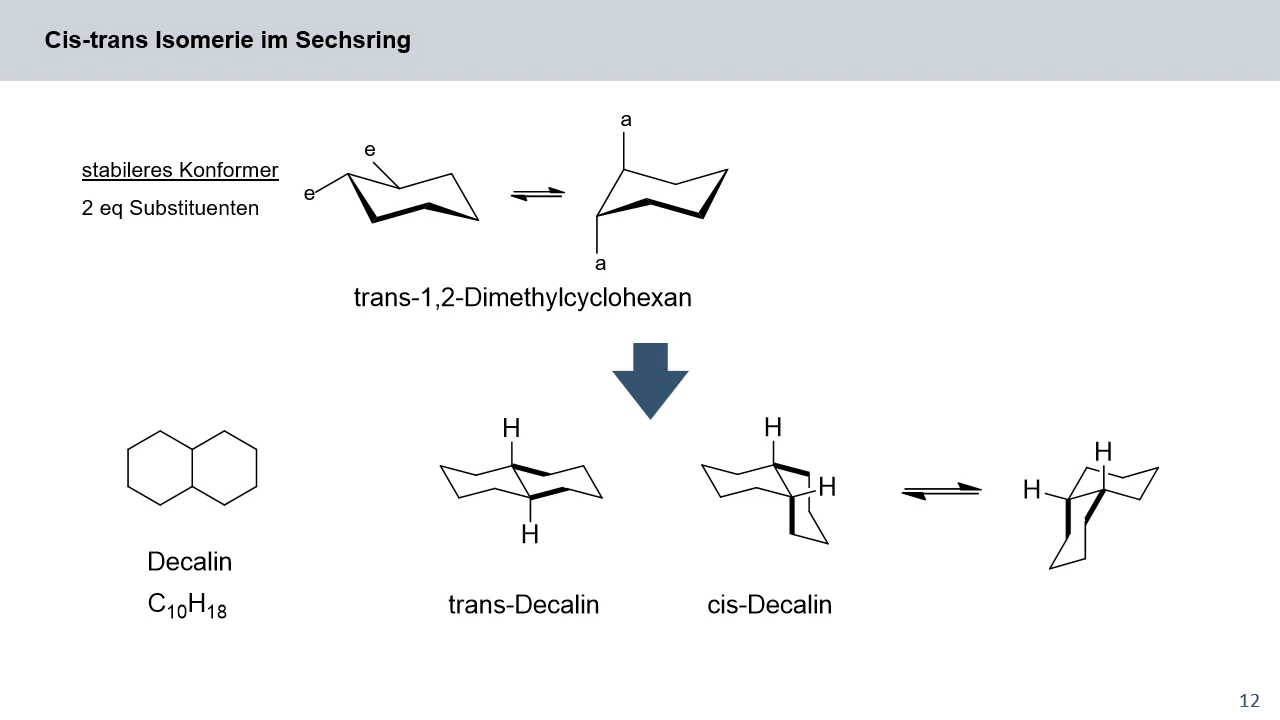 Cis-trans Isomerie im Sechsring
a
e
stabileres Konformer
e
2 eq Substituenten
a
trans-1,2-Dimethylcyclohexan
H
H
H
H
H
H
Decalin
C₁₀H₁₈
trans-Decalin
cis-Decalin
12